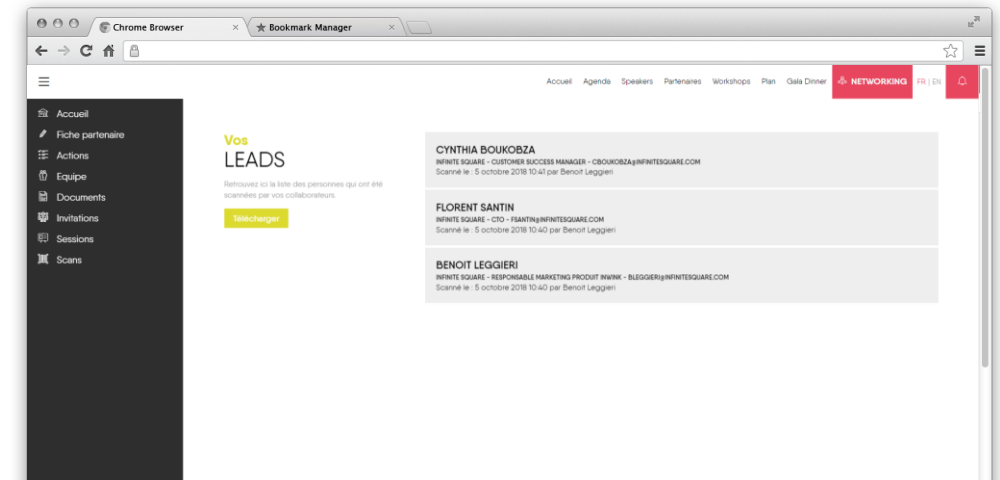 Chrome Browser
Bookmark Manager
Accueil Agenda Speakers Partenaires Workshops Plan Gala Dinner NETWORKING FR | EN
Accueil
Fiche partenaire
Actions
Equipe
Documents
Invitations
Sessions
Scans
Vos
LEADS
Retrouvez ici la liste des personnes qui ont été
scannées par vos collaborateurs.
Télécharger
CYNTHIA BOUKOBZA
INFINITE SQUARE - CUSTOMER SUCCESS MANAGER - CBOUKOBZA@INFINITESQUARE.COM
Scanné le : 5 octobre 2018 10:41 par Benoit Leggieri
FLORENT SANTIN
INFINITE SQUARE - CTO - FSANTIN@INFINITESQUARE.COM
Scanné le : 5 octobre 2018 10:40 par Benoit Leggieri
BENOIT LEGGIERI
INFINITE SQUARE - RESPONSABLE MARKETING PRODUIT INWINK - BLEGGIERI@INFINITESQUARE.COM
Scanné le : 5 octobre 2018 10:40 par Benoit Leggieri